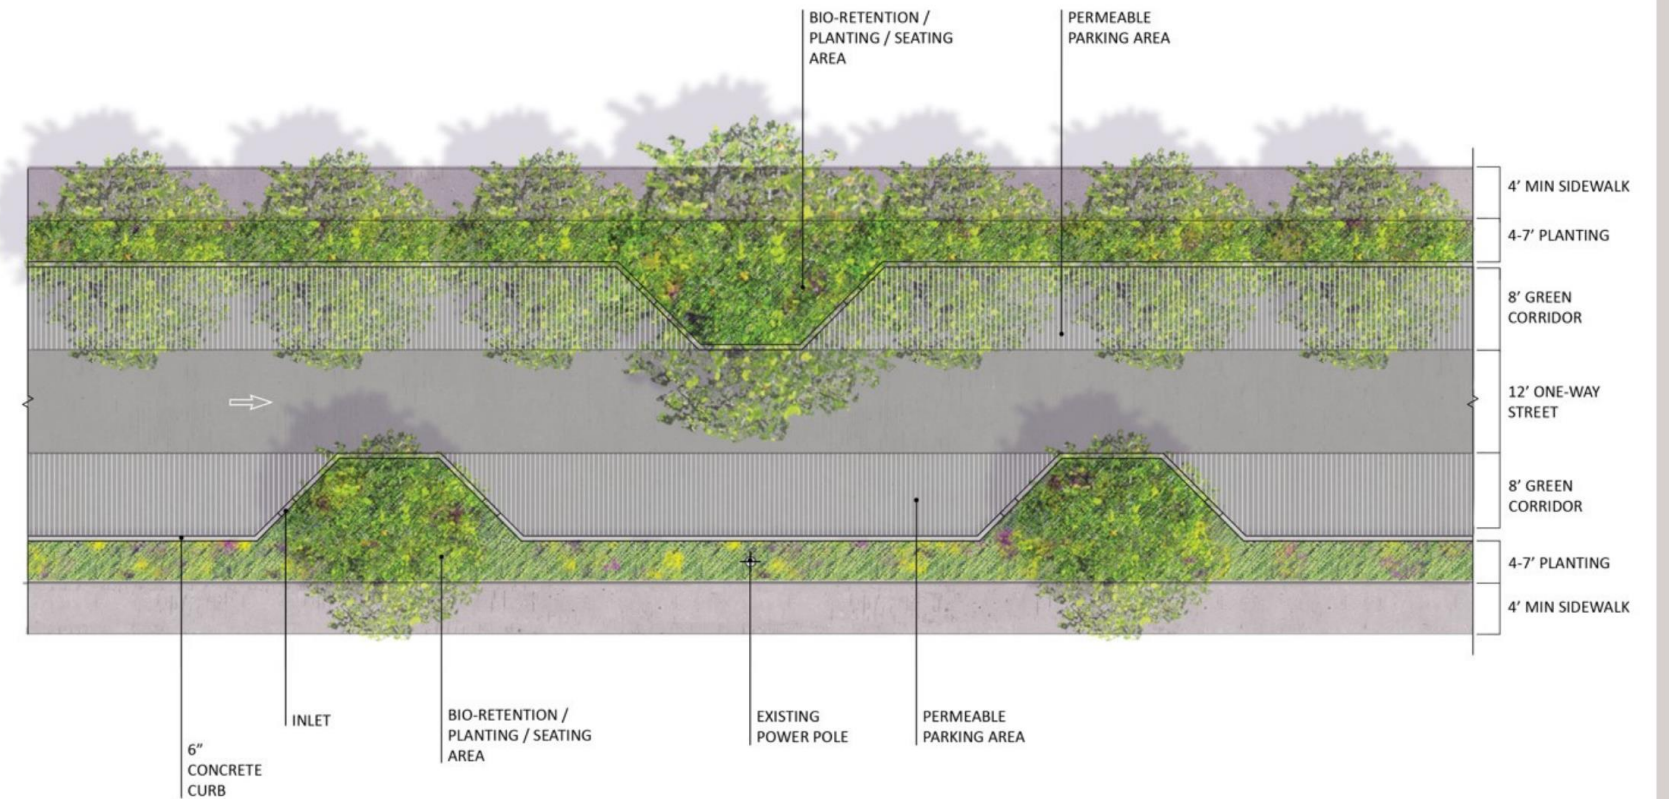 BIO-RETENTION /
PLANTING / SEATING
AREA
PERMEABLE
PARKING AREA
4’ MIN SIDEWALK
4-7’ PLANTING
8’ GREEN
CORRIDOR
12’ ONE-WAY
STREET
8’ GREEN
CORRIDOR
4-7’ PLANTING
4’ MIN SIDEWALK
6”
CONCRETE
CURB
INLET
BIO-RETENTION /
PLANTING / SEATING
AREA
EXISTING
POWER POLE
PERMEABLE
PARKING AREA